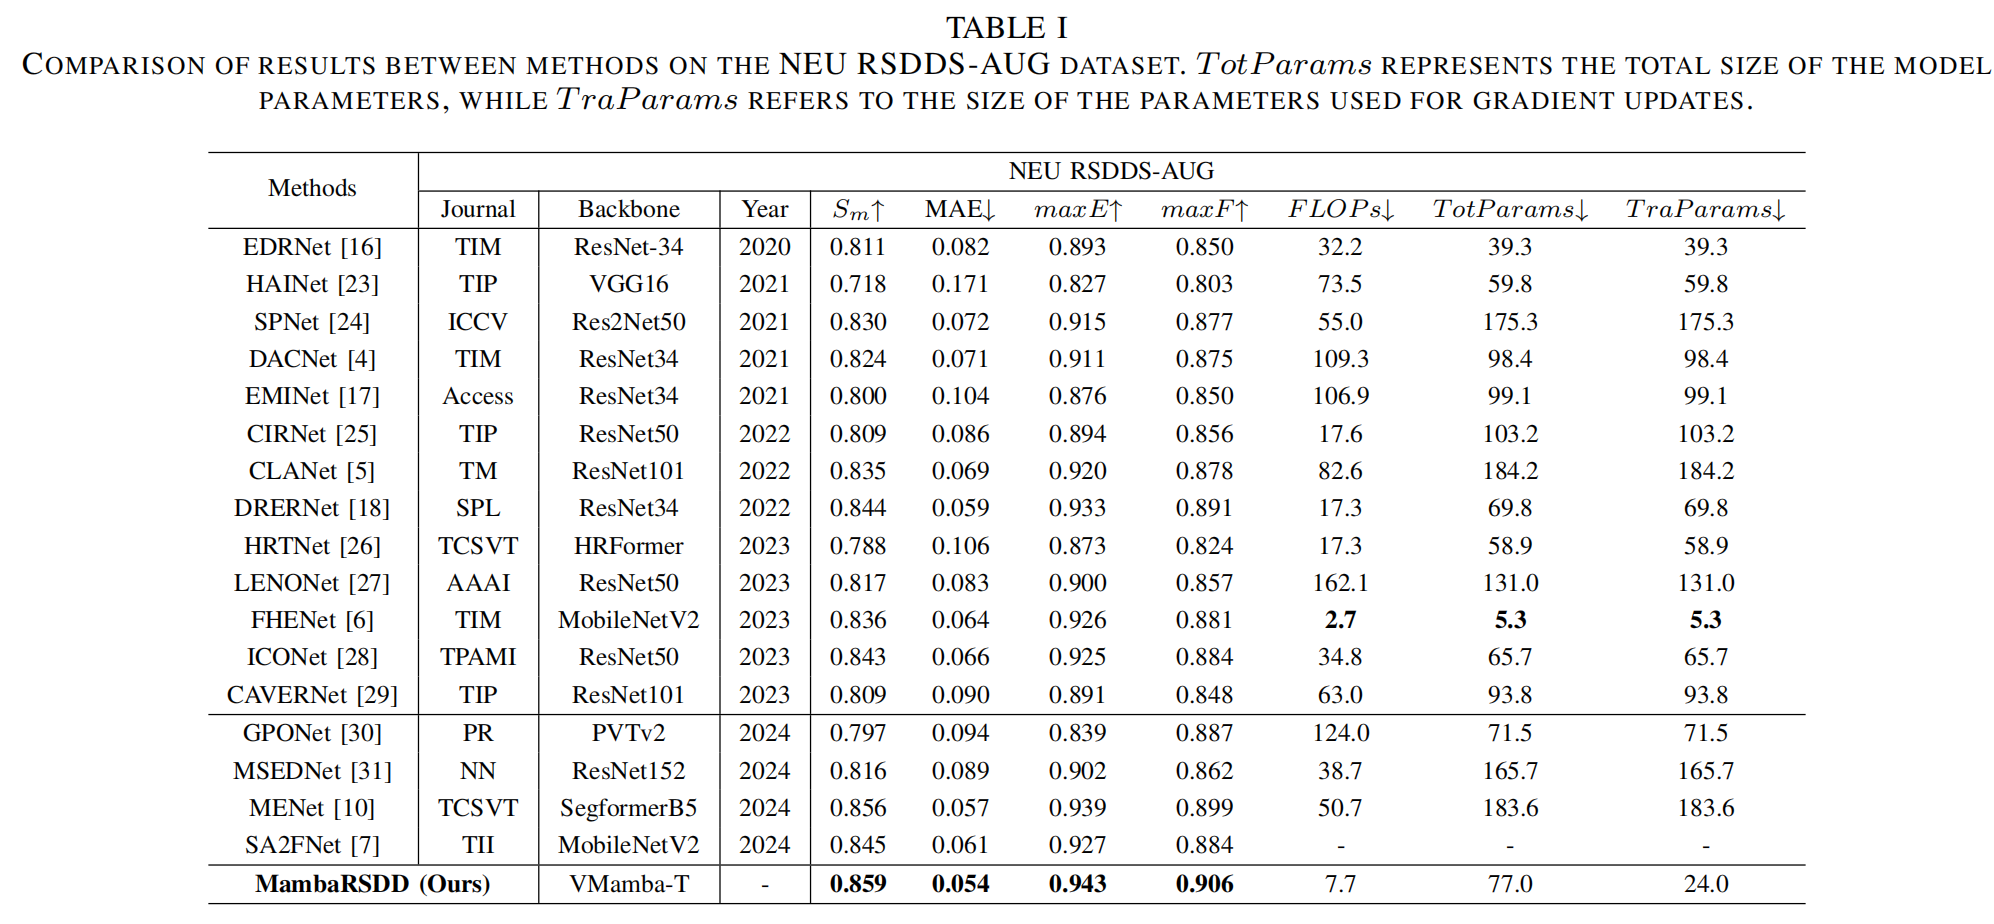 TABLE I
COMPARISON OF RESULTS BETWEEN METHODS ON THE NEU RSDDS-AUG DATASET. TotParams REPRESENTS THE TOTAL SIZE OF THE MODEL
PARAMETERS, WHILE TraParams REFERS TO THE SIZE OF THE PARAMETERS USED FOR GRADIENT UPDATES.
Methods NEU RSDDS-AUG
Journal Backbone Year Sm↑ MAE↓ maxE↑ maxF↑ FLOPs↓ TotParams↓ TraParams↓
EDRNet [16] TIM ResNet-34 2020 0.811 0.082 0.893 0.850 32.2 39.3 39.3
HAINet [23] TIP VGG16 2021 0.718 0.171 0.827 0.803 73.5 59.8 59.8
SPNet [24] ICCV Res2Net50 2021 0.830 0.072 0.915 0.877 55.0 175.3 175.3
DACNet [4] TIM ResNet34 2021 0.824 0.071 0.911 0.875 109.3 98.4 98.4
EMINet [17] Access ResNet34 2021 0.800 0.104 0.876 0.850 106.9 99.1 99.1
CIRNet [25] TIP ResNet50 2022 0.809 0.086 0.894 0.856 17.6 103.2 103.2
CLANet [5] TM ResNet101 2022 0.835 0.069 0.920 0.878 82.6 184.2 184.2
DRERNet [18] SPL ResNet34 2022 0.844 0.059 0.933 0.891 17.3 69.8 69.8
HRTNet [26] TCSVT HRFormer 2023 0.788 0.106 0.873 0.824 17.3 58.9 58.9
LENONet [27] AAAI ResNet50 2023 0.817 0.083 0.900 0.857 162.1 131.0 131.0
FHENet [6] TIM MobileNetV2 2023 0.836 0.064 0.926 0.881 2.7 5.3 5.3
ICONet [28] TPAMI ResNet50 2023 0.843 0.066 0.925 0.884 34.8 65.7 65.7
CAVERNet [29] TIP ResNet101 2023 0.809 0.090 0.891 0.848 63.0 93.8 93.8
GPONet [30] PR PVTv2 2024 0.797 0.094 0.839 0.887 124.0 71.5 71.5
MSEDNet [31] NN ResNet152 2024 0.816 0.089 0.902 0.862 38.7 165.7 165.7
MENet [10] TCSVT SegformerB5 2024 0.856 0.057 0.939 0.899 50.7 183.6 183.6
SA2FNet [7] TII MobileNetV2 2024 0.845 0.061 0.927 0.884 - - -
MambaRSDD (Ours) VMamba-T - 0.859 0.054 0.943 0.906 7.7 77.0 24.0